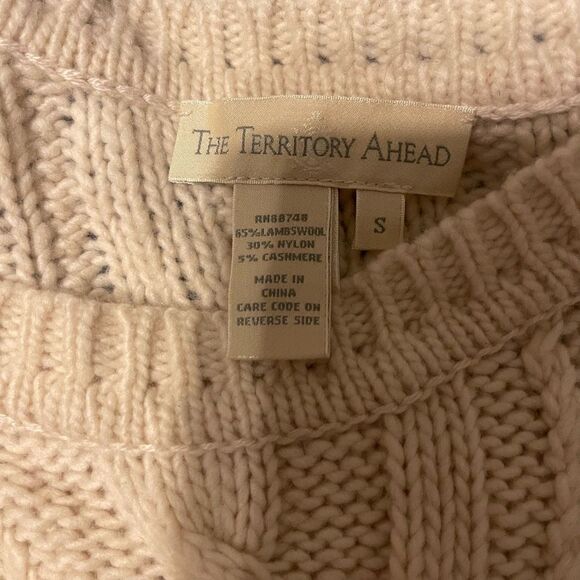 THE TERRITORY AHEAD
S
RN88748
65%LAMBSWOOL
30% NYLON
5% CASHMERE
MADE IN
CHINA
CARE CODE ON
REVERSE SIDE